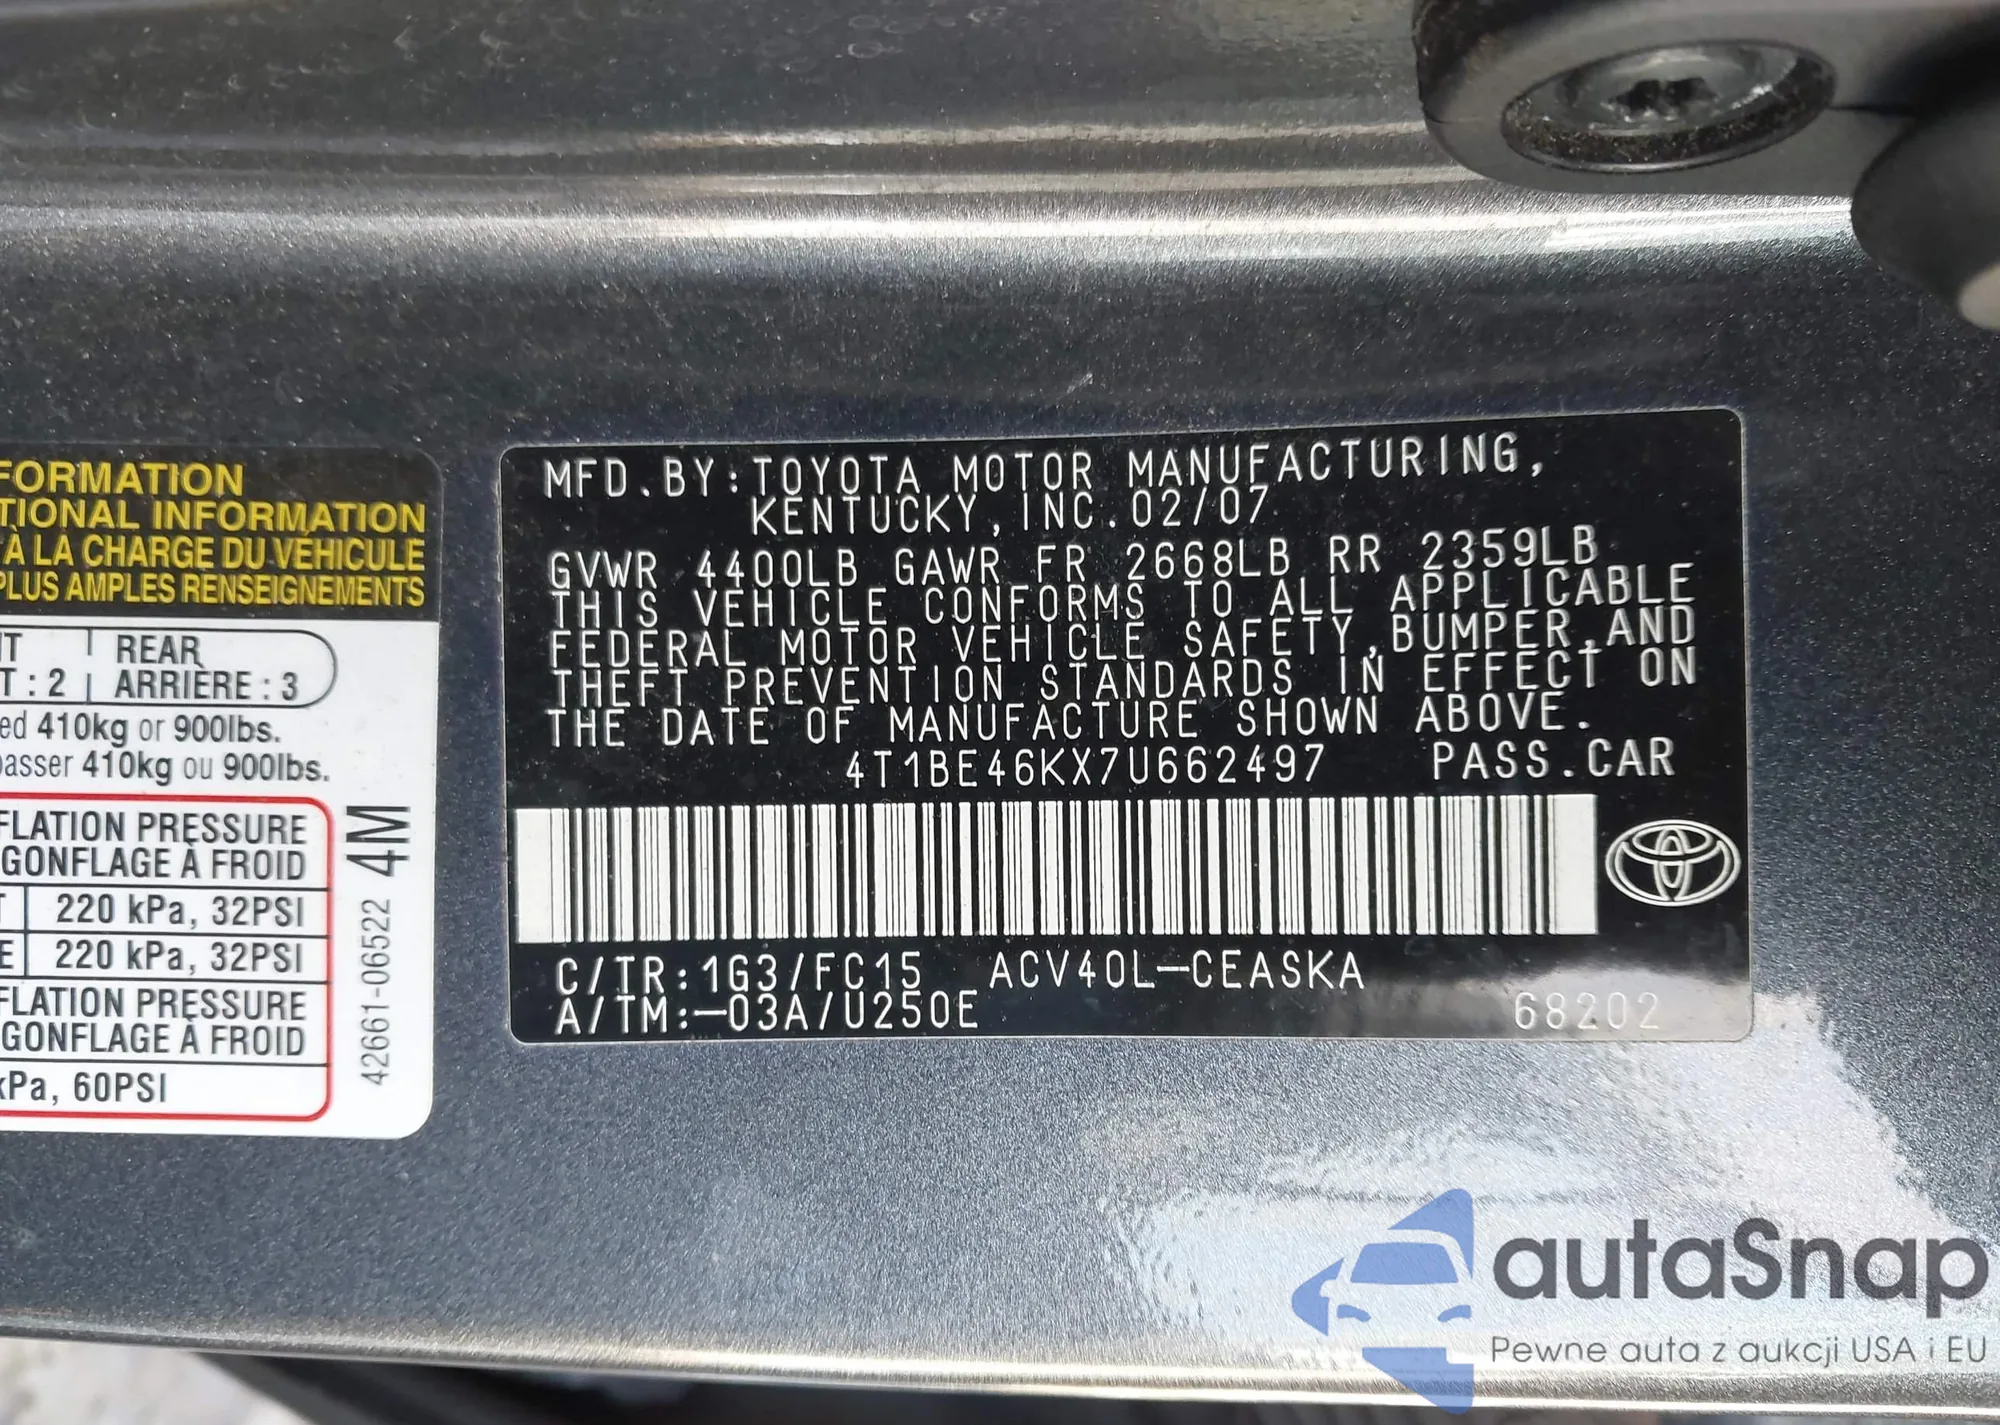 FORMATION
TIONAL INFORMATION
À LA CHARGE DU VÉHICULE
PLUS AMPLES RENSEIGNEMENTS
REAR
T : 2 ARRIÈRE : 3
ed 410kg or 900lbs.
passer 410kg ou 900lbs.
FLATION PRESSURE
GONFLAGE À FROID
T 220 kPa, 32PSI
E 220 kPa, 32PSI
FLATION PRESSURE
GONFLAGE À FROID
kPa, 60PSI
42661-06522 4M
MFD.BY:TOYOTA MOTOR MANUFACTURING,
KENTUCKY,INC.02/07
GVWR 4400LB GAWR FR 2668LB RR 2359LB
THIS VEHICLE CONFORMS TO ALL APPLICABLE
FEDERAL MOTOR VEHICLE SAFETY,BUMPER,AND
THEFT PREVENTION STANDARDS IN EFFECT ON
THE DATE OF MANUFACTURE SHOWN ABOVE.
4T1BE46KX7U662497 PASS.CAR
C/TR:1G3/FC15 ACV40L-CEASKA
A/TM:-03A/U250E 68202
autaSnap
Pewne auta z aukcji USA i EU